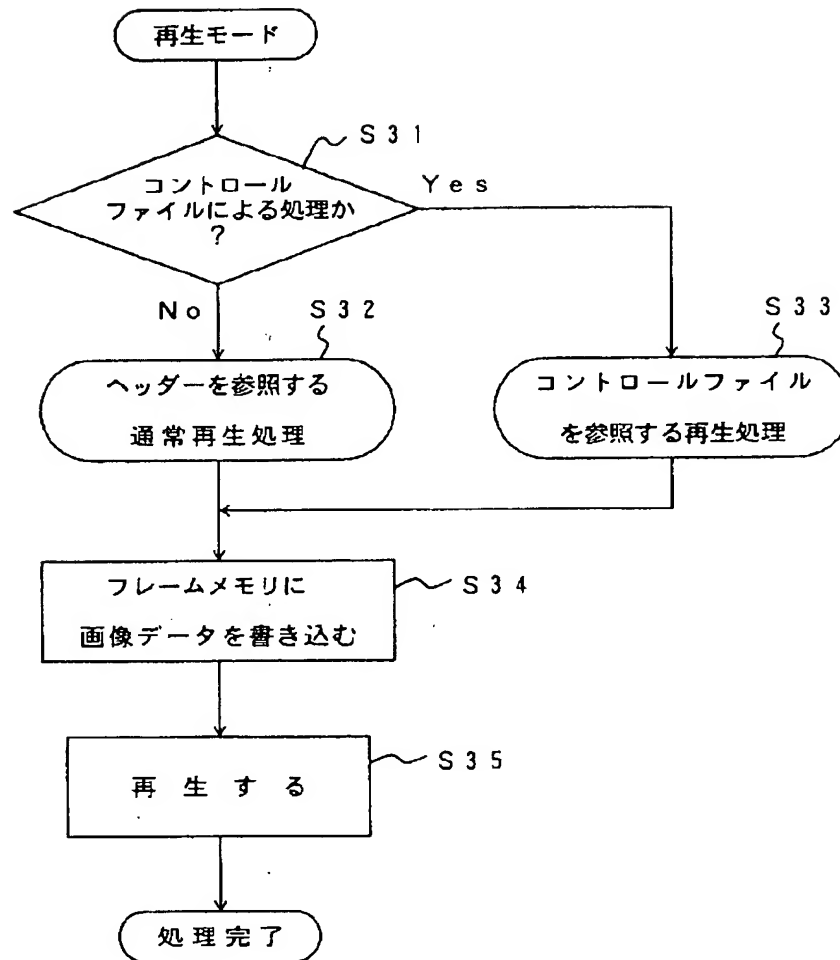 再生モード
S31
コントロール
ファイルによる処理か
?
Yes
No
S32
S33
ヘッダーを参照する
通常再生処理
コントロールファイル
を参照する再生処理
フレームメモリに
画像データを書き込む
S34
再生する
S35
処理完了